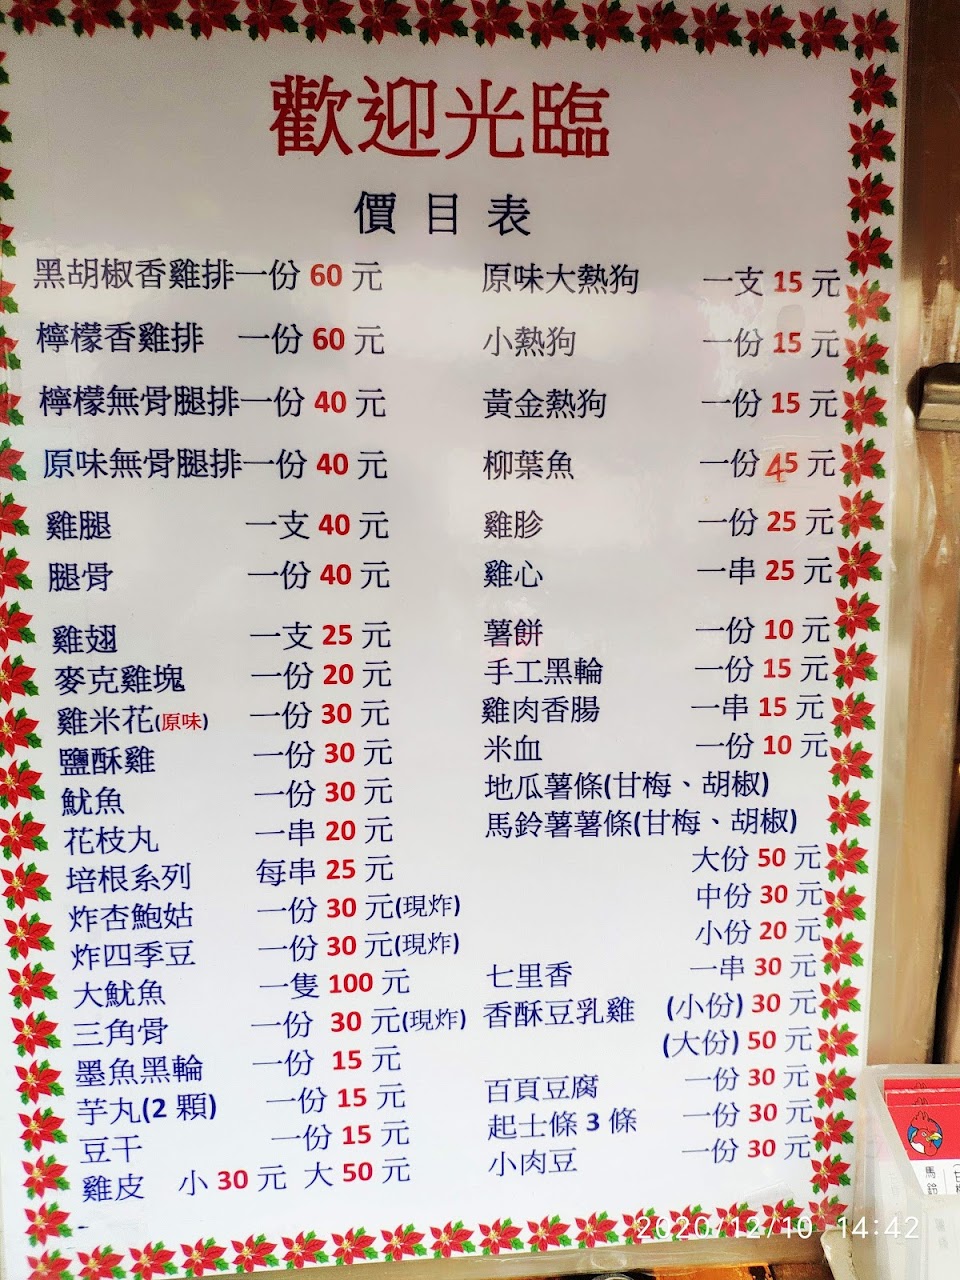 歡迎光臨
價目表
黑胡椒香雞排一份 60 元
檸檬香雞排 一份 60 元
檸檬無骨腿排一份 40 元
原味無骨腿排一份 40 元
雞腿 一支 40 元
腿骨 一份 40 元
雞翅 一支 25 元
麥克雞塊 一份 20 元
雞米花(原味) 一份 30 元
鹽酥雞 一份 30 元
魷魚 一份 30 元
花枝丸 一串 20 元
培根系列 每串 25 元
炸杏鮑菇 一份 30 元(現炸)
炸四季豆 一份 30 元(現炸)
大魷魚 一隻 100 元
三角骨 一份 30 元(現炸)
墨魚黑輪 一份 15 元
芋丸(2 顆) 一份 15 元
豆干 一份 15 元
雞皮 小 30 元 大 50 元
原味大熱狗 一支 15 元
小熱狗 一份 15 元
黃金熱狗 一份 15 元
柳葉魚 一份 45 元
雞胗 一份 25 元
雞心 一串 25 元
薯餅 一份 10 元
手工黑輪 一份 15 元
雞肉香腸 一串 15 元
米血 一份 10 元
地瓜薯條(甘梅、胡椒)
馬鈴薯薯條(甘梅、胡椒)
大份 50 元
中份 30 元
小份 20 元
七里香 一串 30 元
香酥豆乳雞 (小份) 30 元
(大份) 50 元
百頁豆腐 一份 30 元
起士條 3 條 一份 30 元
小肉豆 一份 30 元
馬鈴
2020/12/10 14:42